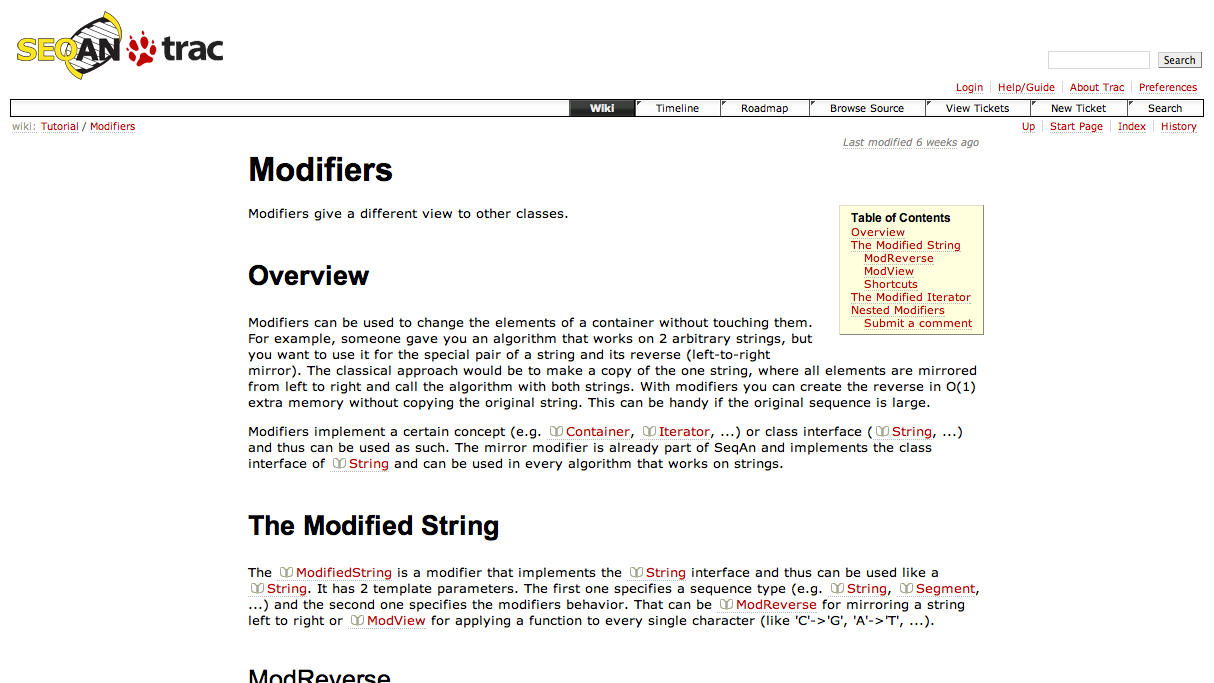 SEQAN trac
Search
Login Help/Guide About Trac Preferences
Wiki Timeline Roadmap Browse Source View Tickets New Ticket Search
wiki: Tutorial / Modifiers
Up Start Page Index History
Last modified 6 weeks ago
Modifiers
Modifiers give a different view to other classes.
Table of Contents
Overview
The Modified String
ModReverse
ModView
Shortcuts
The Modified Iterator
Nested Modifiers
Submit a comment
Overview
Modifiers can be used to change the elements of a container without touching them.
For example, someone gave you an algorithm that works on 2 arbitrary strings, but
you want to use it for the special pair of a string and its reverse (left-to-right
mirror). The classical approach would be to make a copy of the one string, where all elements are mirrored
from left to right and call the algorithm with both strings. With modifiers you can create the reverse in O(1)
extra memory without copying the original string. This can be handy if the original sequence is large.
Modifiers implement a certain concept (e.g. Container, Iterator, ...) or class interface ( String, ...)
and thus can be used as such. The mirror modifier is already part of SeqAn and implements the class
interface of String and can be used in every algorithm that works on strings.
The Modified String
The ModifiedString is a modifier that implements the String interface and thus can be used like a
String. It has 2 template parameters. The first one specifies a sequence type (e.g. String, Segment,
...) and the second one specifies the modifiers behavior. That can be ModReverse for mirroring a string
left to right or ModView for applying a function to every single character (like 'C'->'G', 'A'->'T', ...).
ModReverse